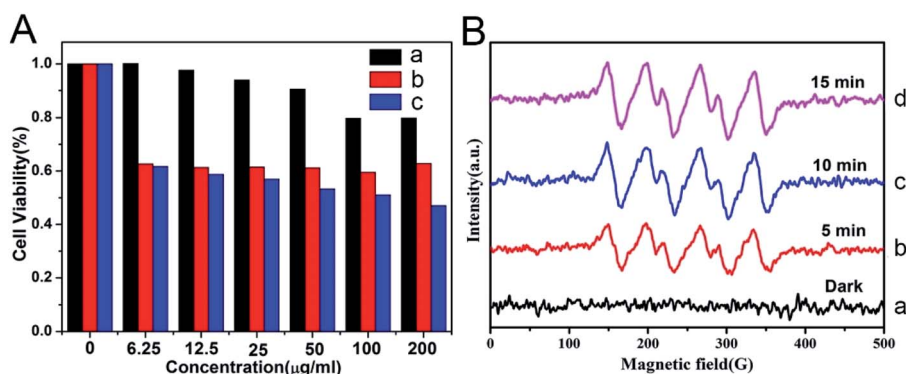 A
a
b
c
1.0
0.8
0.6
0.4
0.2
0.0
Cell Viability(%)
0 6.25 12.5 25 50 100 200
Concentration(μg/ml)
B
15 min d
10 min c
5 min b
Dark a
Intensity(a.u.)
0 100 200 300 400 500
Magnetic field(G)